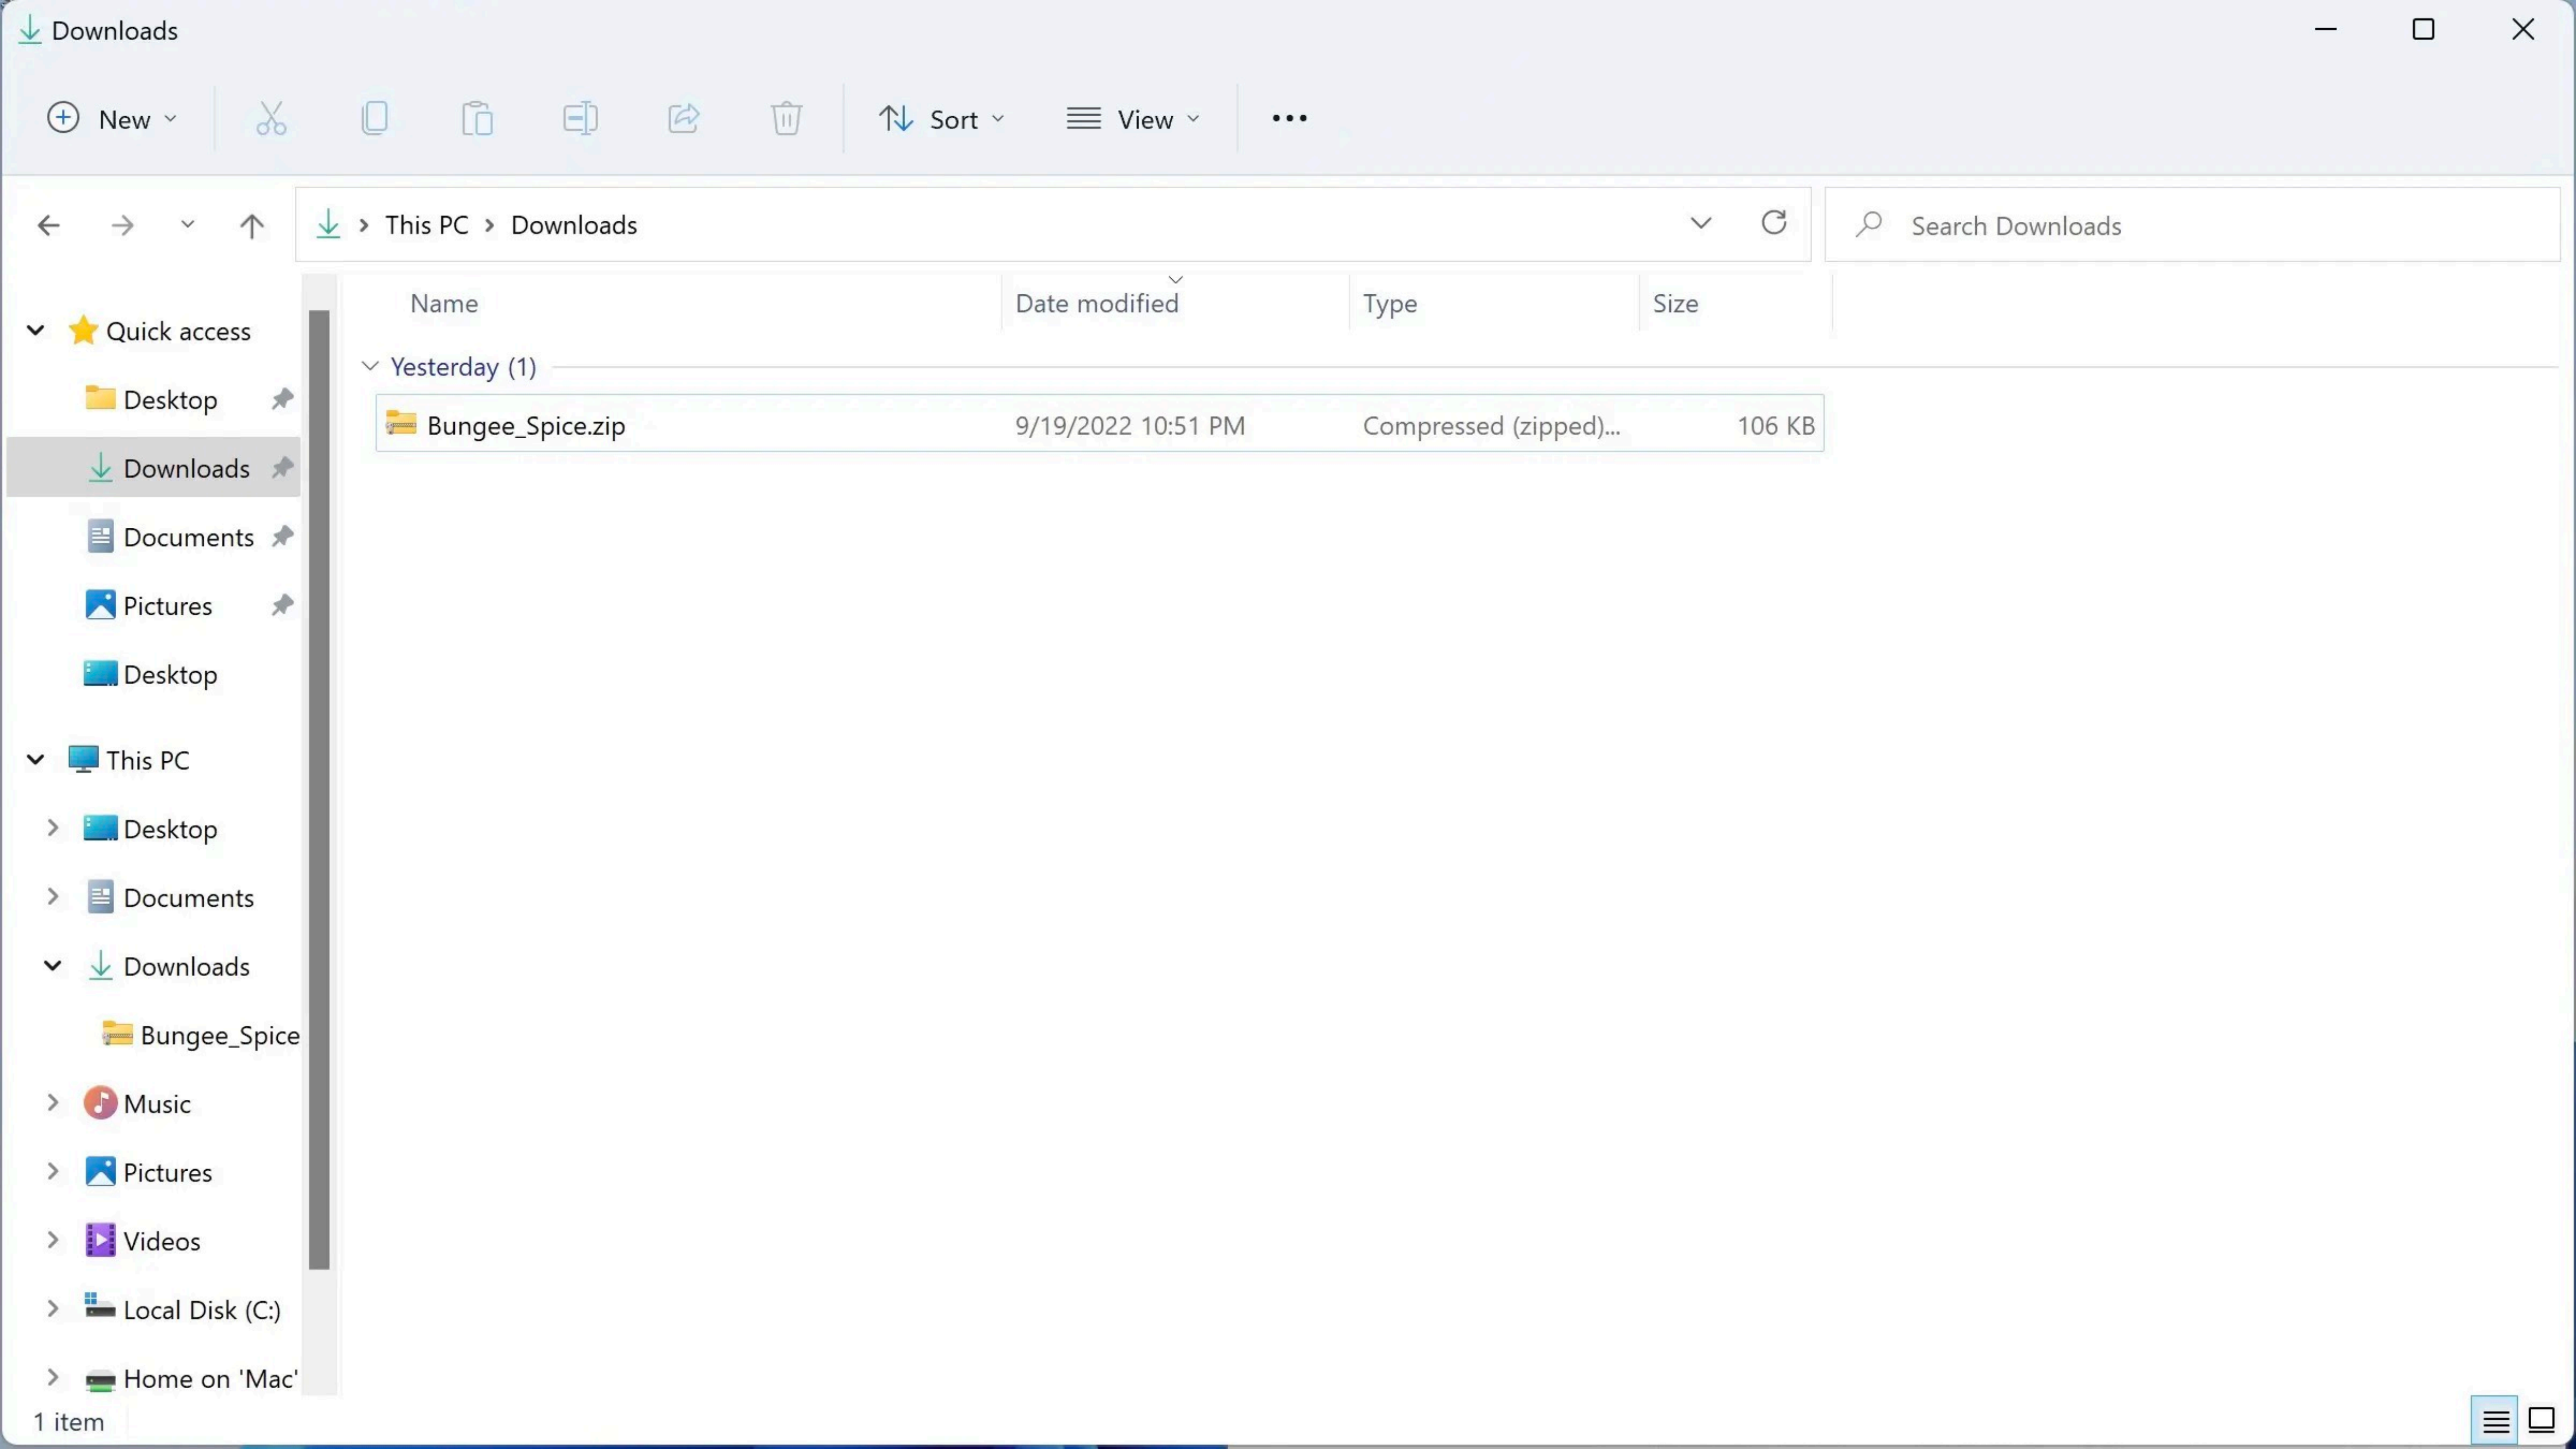 Downloads
New
Sort
View
This PC
Downloads
Search Downloads
Name
Date modified
Type
Size
Quick access
Desktop
Downloads
Documents
Pictures
Desktop
This PC
Desktop
Documents
Downloads
Bungee_Spice
Music
Pictures
Videos
Local Disk (C:)
Home on 'Mac'
Yesterday (1)
Bungee_Spice.zip 9/19/2022 10:51 PM Compressed (zipped)... 106 KB
1 item